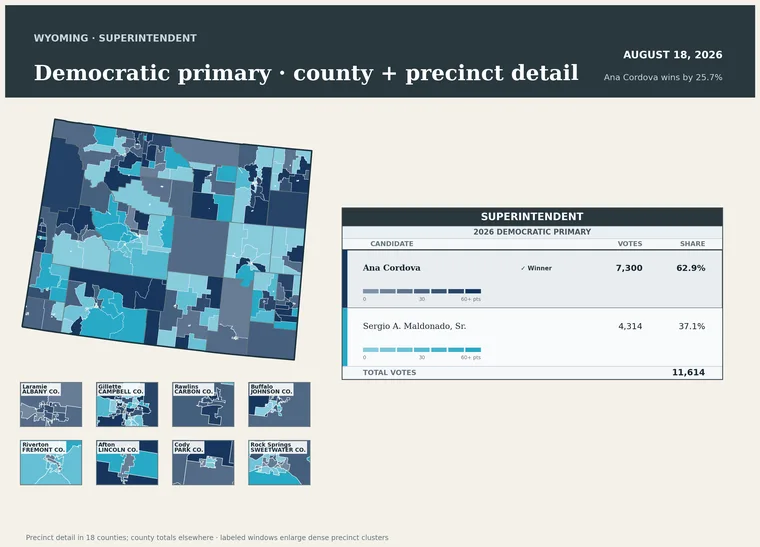 WYOMING · SUPERINTENDENT
Democratic primary · county + precinct detail
AUGUST 18, 2026
Ana Cordova wins by 25.7%
SUPERINTENDENT
2026 DEMOCRATIC PRIMARY
CANDIDATE VOTES SHARE
Ana Cordova ✓ Winner 7,300 62.9%
0 30 60+ pts
Sergio A. Maldonado, Sr. 4,314 37.1%
0 30 60+ pts
TOTAL VOTES 11,614
Laramie
ALBANY CO.
Gillette
CAMPBELL CO.
Rawlins
CARBON CO.
Buffalo
JOHNSON CO.
Riverton
FREMONT CO.
Afton
LINCOLN CO.
Cody
PARK CO.
Rock Springs
SWEETWATER CO.
Precinct detail in 18 counties; county totals elsewhere · labeled windows enlarge dense precinct clusters